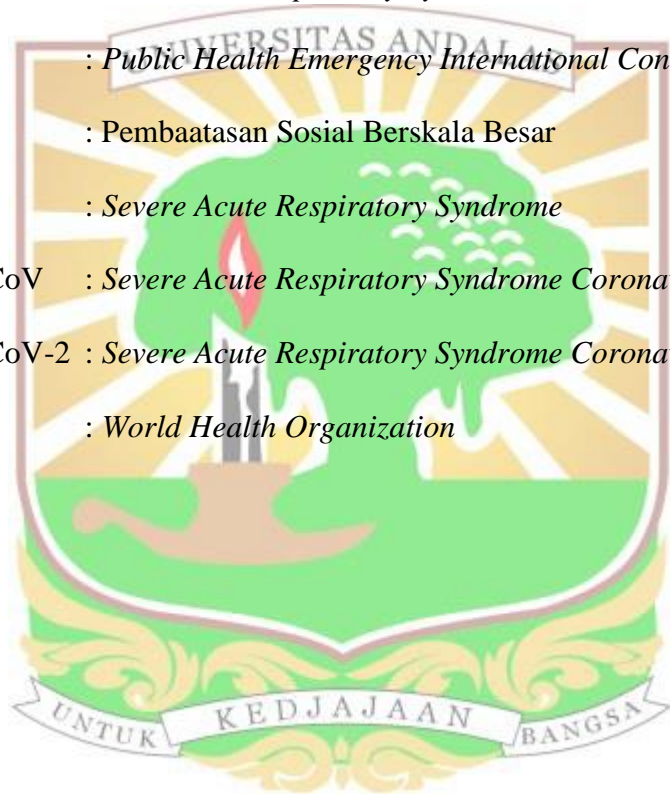 UNIVERSITAS ANDALAS
: Public Health Emergency International Con
: Pembaatasan Sosial Berskala Besar
: Severe Acute Respiratory Syndrome
CoV : Severe Acute Respiratory Syndrome Corona
CoV-2 : Severe Acute Respiratory Syndrome Corona
: World Health Organization
UNTUK KEDJAJAAN BANGSA